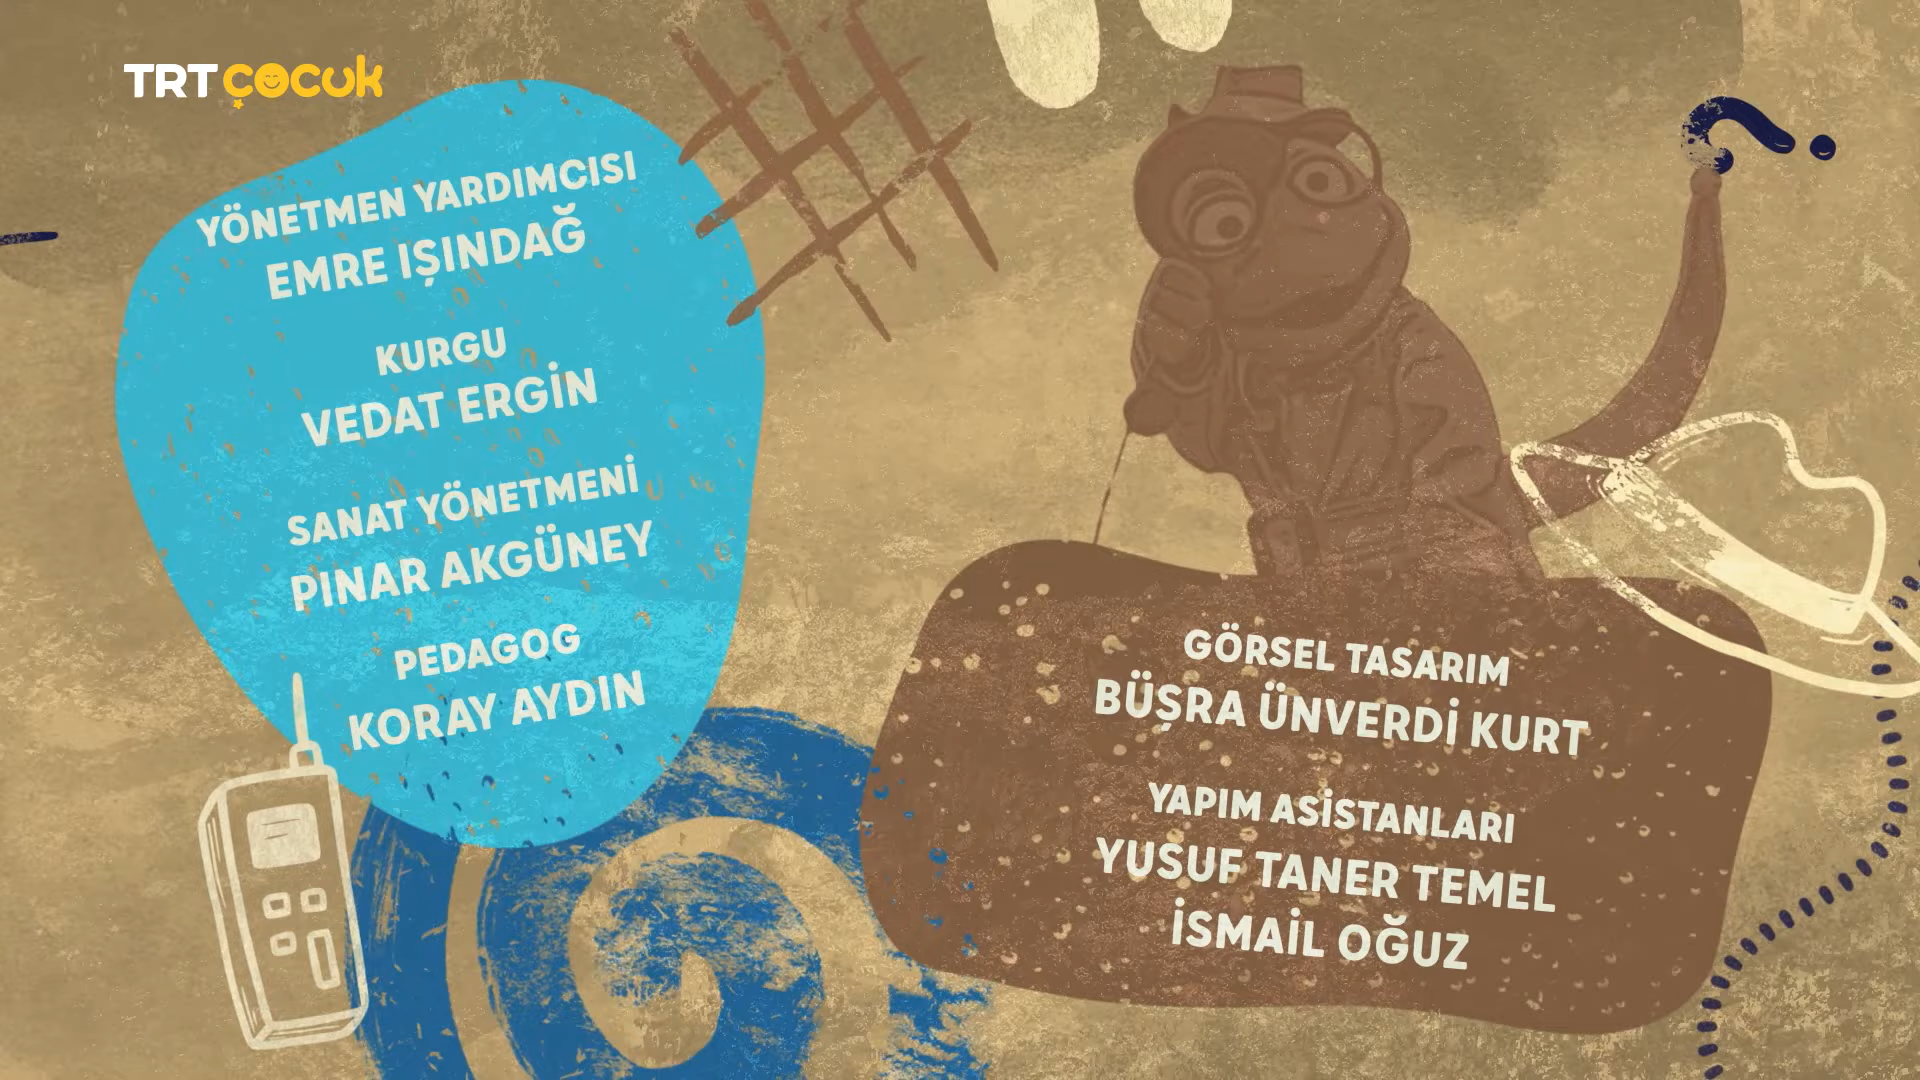 TRT çocuk
YÖNETMEN YARDIMCISI
EMRE IŞINDAĞ
KURGU
VEDAT ERGİN
SANAT YÖNETMENİ
PINAR AKGÜNEY
PEDAGOG
KORAY AYDIN
GÖRSEL TASARIM
BÜŞRA ÜNVERDİ KURT
YAPIM ASİSTANLARI
YUSUF TANER TEMEL
İSMAİL OĞUZ